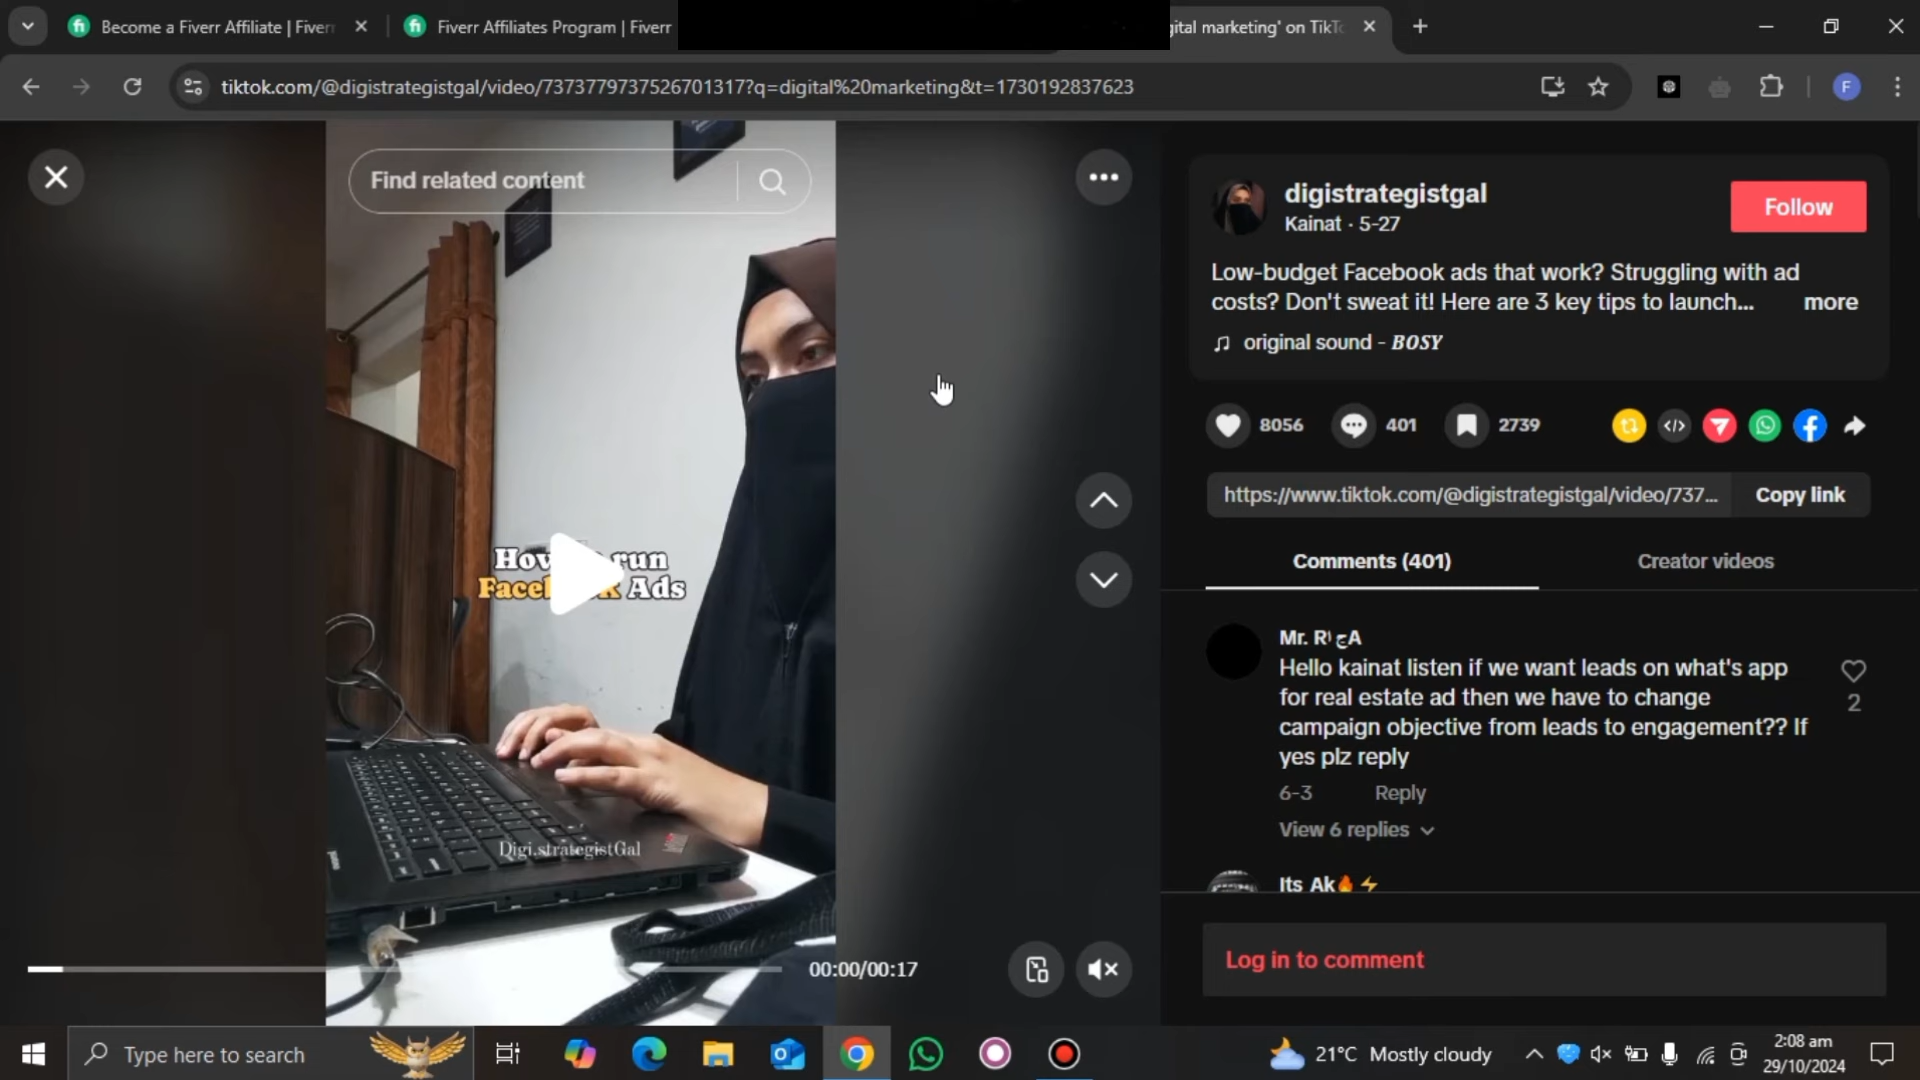 Become a Fiverr Affiliate | Fiverr
Fiverr Affiliates Program | Fiverr
gital marketing' on TikTo
tiktok.com/@digistrategistgal/video/7373779737526701317?q=digital%20marketing&t=1730192837623
F
Find related content
How run
Ads
Digi.strategistGal
00:00/00:17
digistrategistgal
Kainat · 5-27
Follow
Low-budget Facebook ads that work? Struggling with ad
costs? Don't sweat it! Here are 3 key tips to launch... more
original sound - BOSY
8056
401
2739
https://www.tiktok.com/@digistrategistgal/video/737...
Copy link
Comments (401)
Creator videos
Hello kainat listen if we want leads on what's app
for real estate ad then we have to change
campaign objective from leads to engagement?? If
yes plz reply
2
6-3 Reply
View 6 replies
Its Ak🔥⚡
Log in to comment
Type here to search
21°C Mostly cloudy
2:08 am
29/10/2024